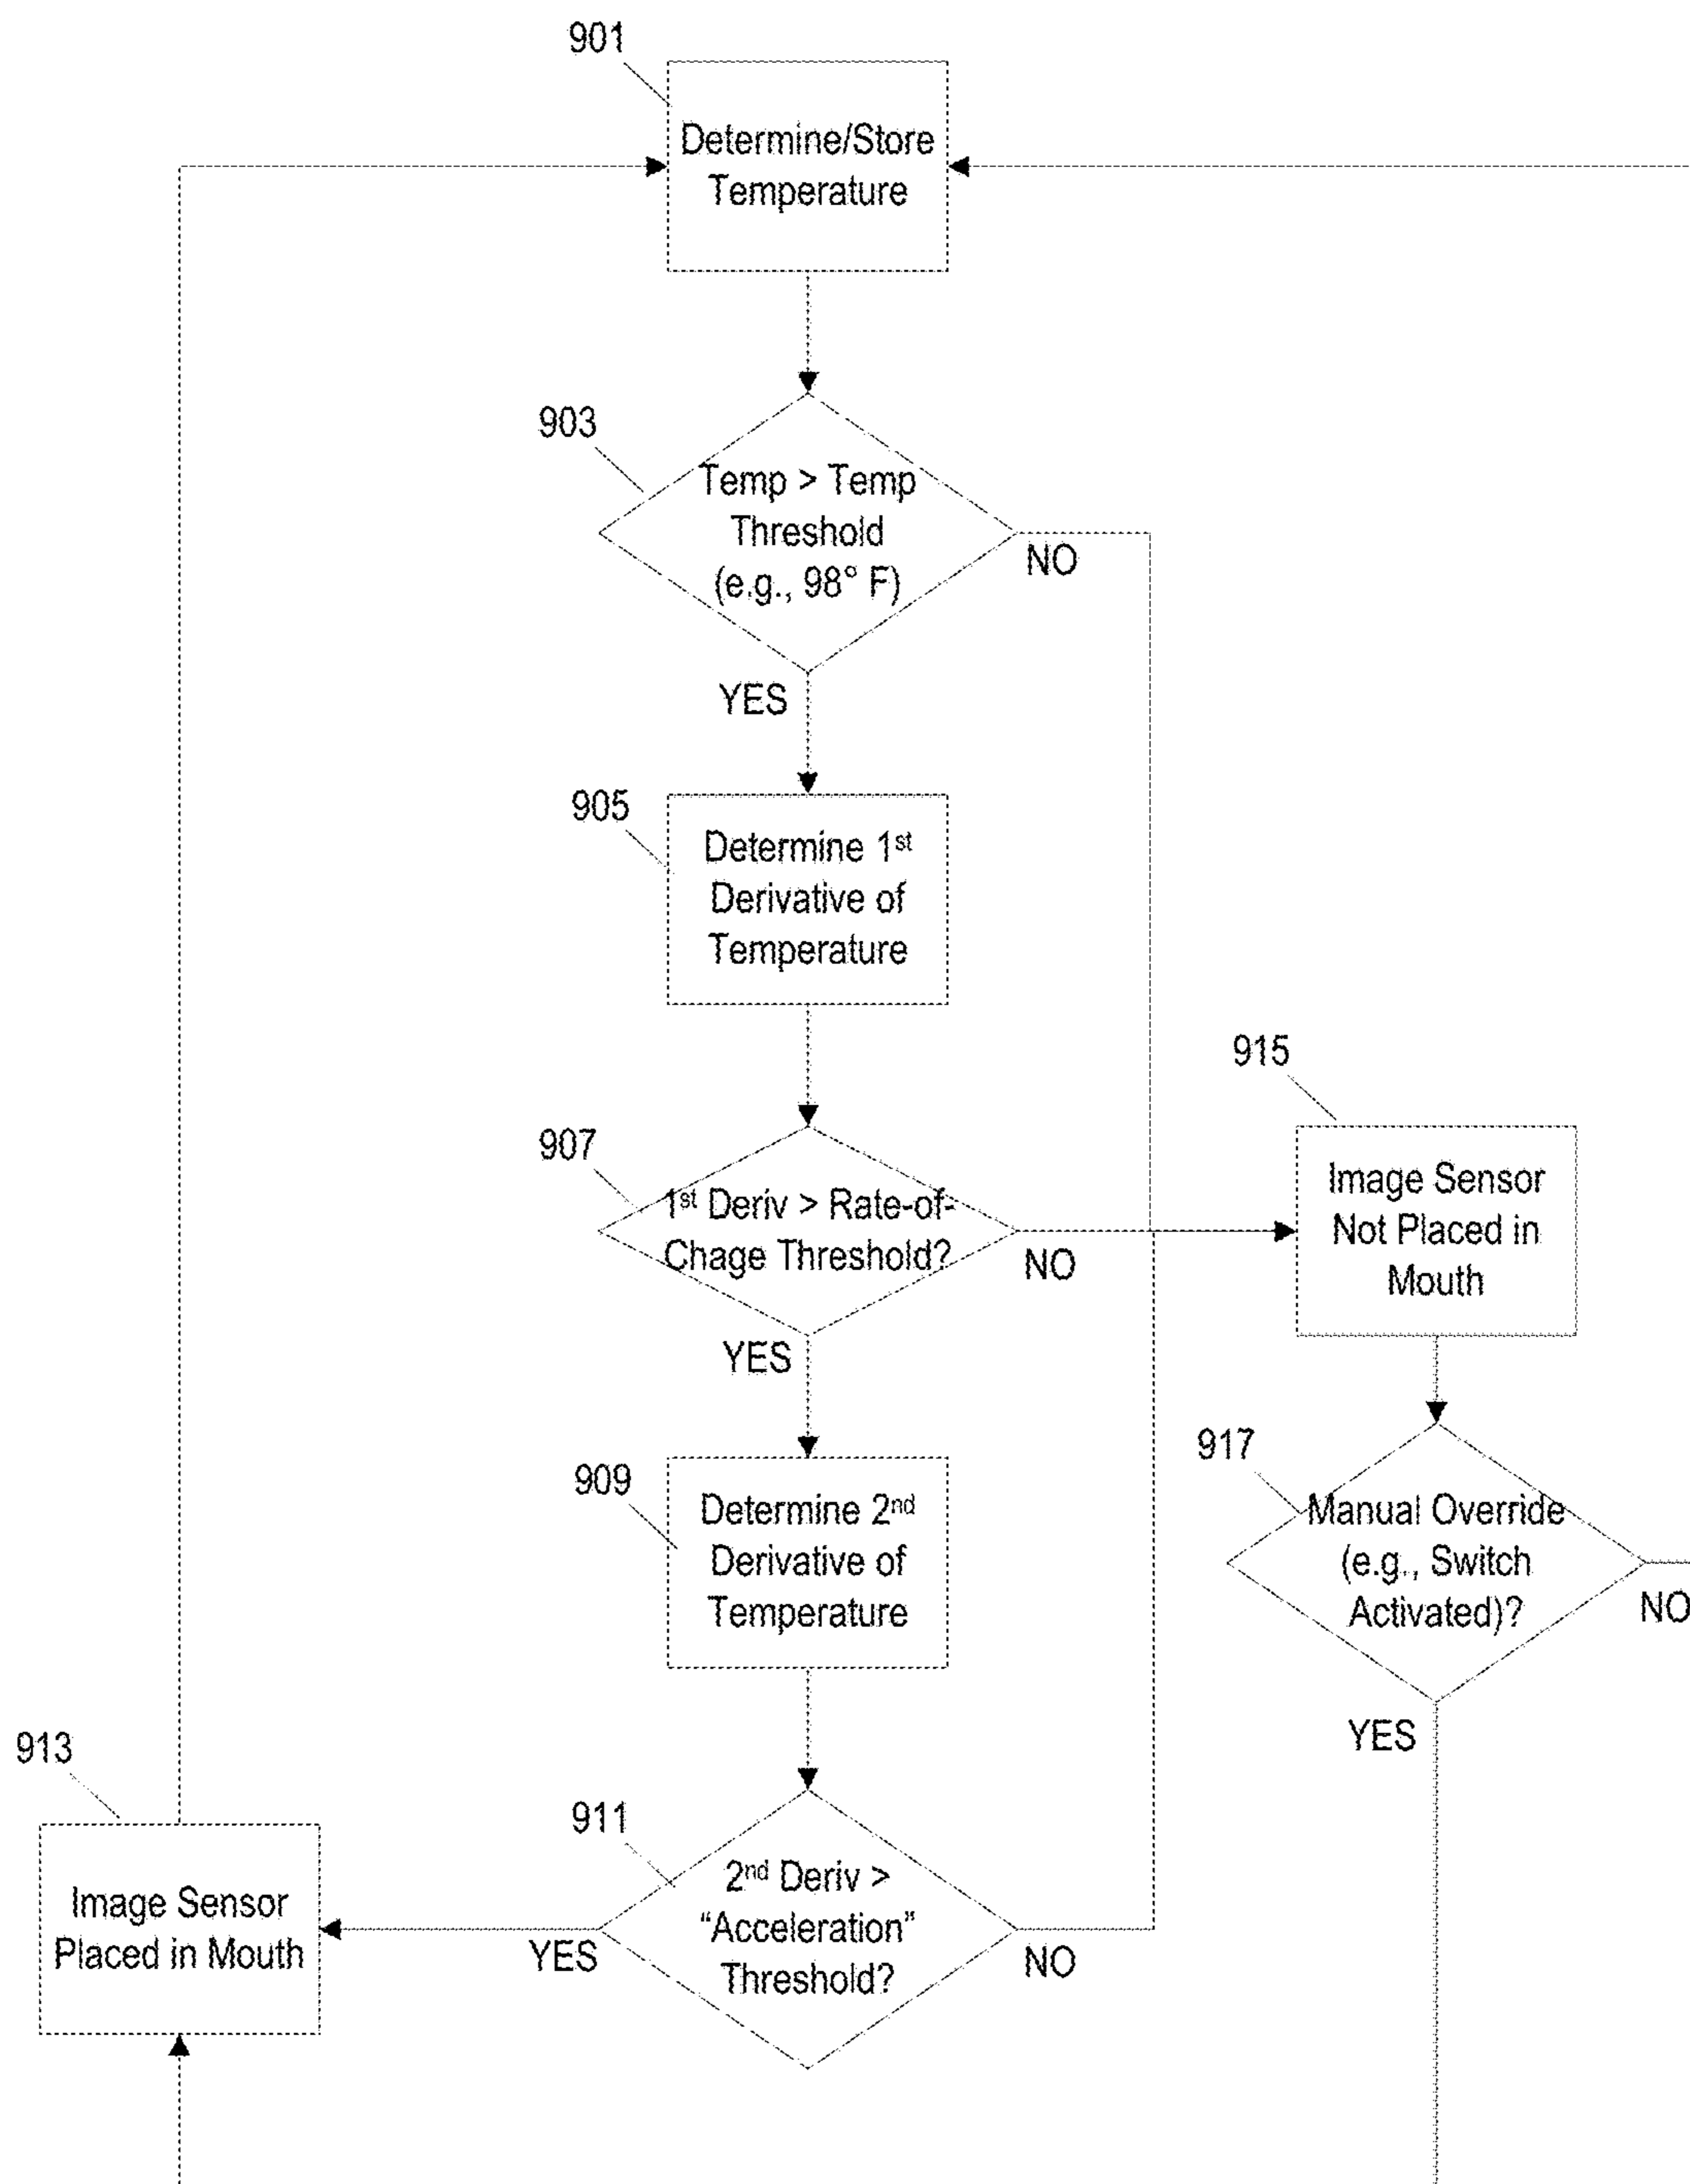 901
Determine/Store
Temperature
903
Temp > Temp
Threshold
(e.g., 98° F)
NO
YES
905
Determine 1st
Derivative of
Temperature
907
1st Deriv > Rate-of-
Chage Threshold?
NO
YES
915
Image Sensor
Not Placed in
Mouth
909
Determine 2nd
Derivative of
Temperature
917
Manual Override
(e.g., Switch
Activated)?
NO
YES
911
2nd Deriv >
“Acceleration”
Threshold?
YES
NO
913
Image Sensor
Placed in Mouth